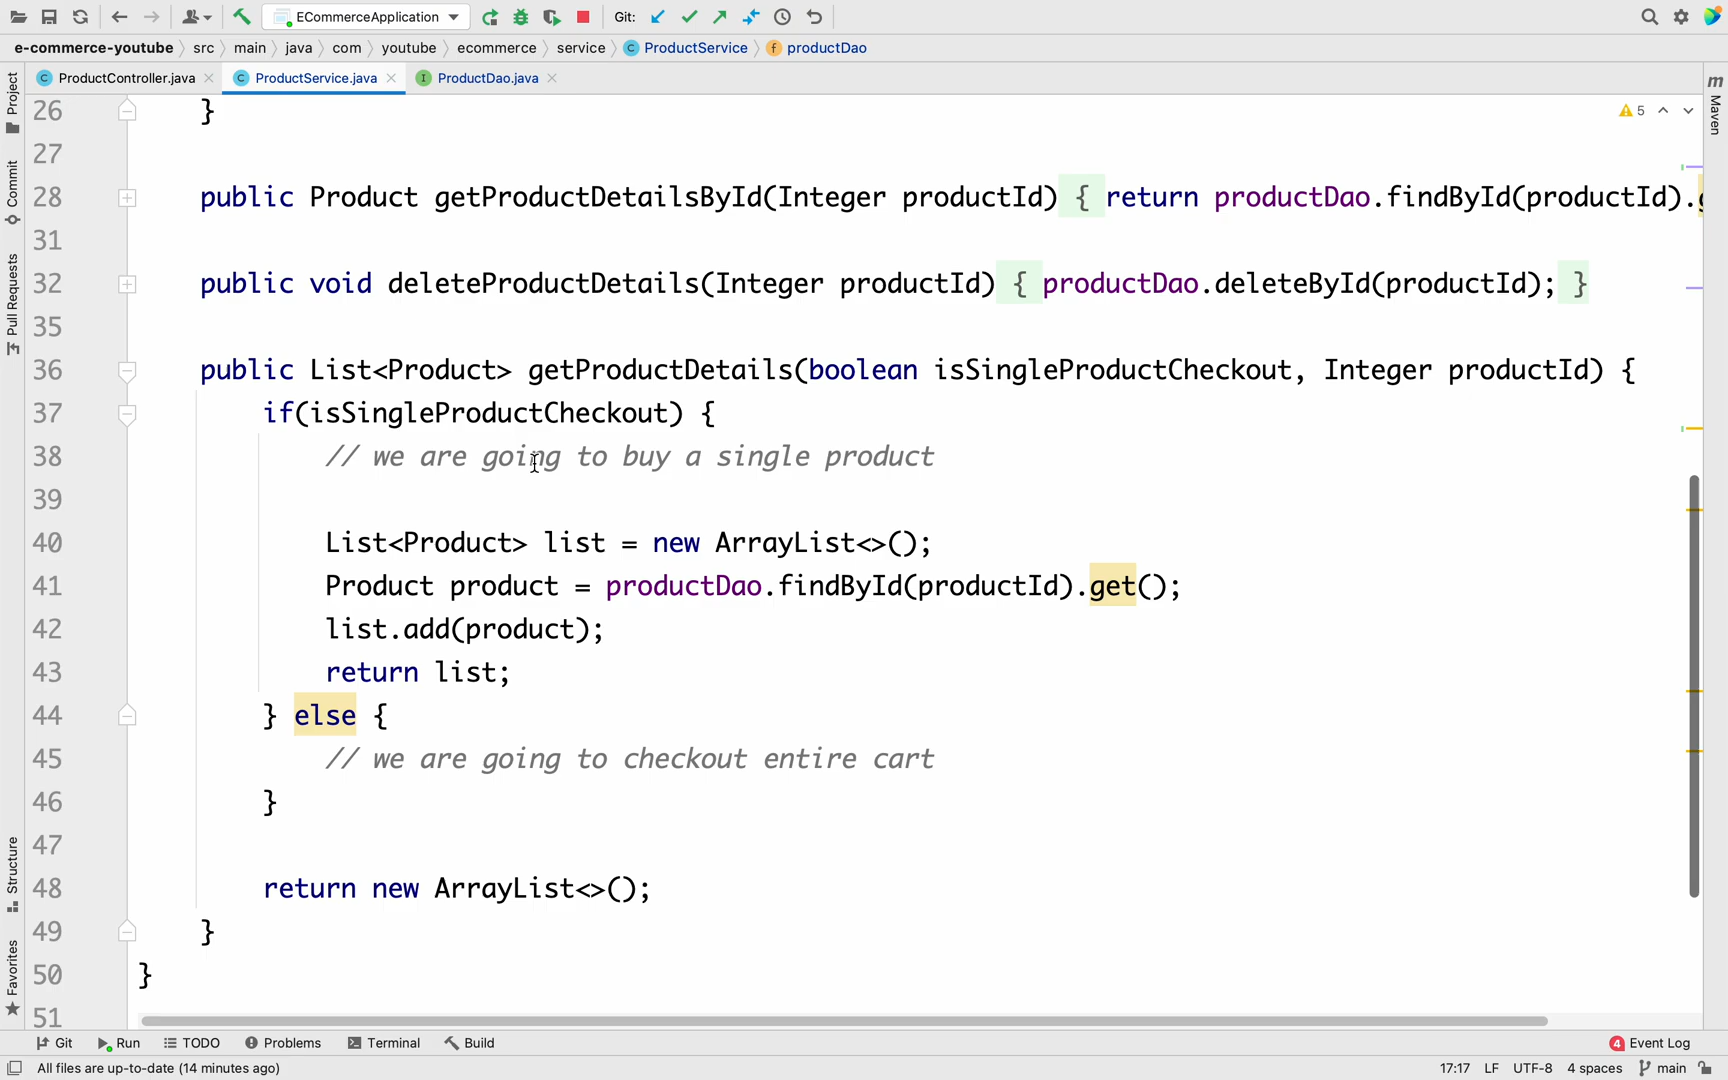 ECommerceApplication Git:
e-commerce-youtube src main java com youtube ecommerce service ProductService productDao
ProductController.java ProductService.java ProductDao.java
Project
Commit
Pull Requests
Structure
Favorites
Maven
5
26 }
27
28 public Product getProductDetailsById(Integer productId) { return productDao.findById(productId).
31
32 public void deleteProductDetails(Integer productId) { productDao.deleteById(productId); }
35
36 public List<Product> getProductDetails(boolean isSingleProductCheckout, Integer productId) {
37 if(isSingleProductCheckout) {
38 // we are going to buy a single product
39
40 List<Product> list = new ArrayList<>();
41 Product product = productDao.findById(productId).get();
42 list.add(product);
43 return list;
44 } else {
45 // we are going to checkout entire cart
46 }
47
48 return new ArrayList<>();
49 }
50 }
51
Git Run TODO Problems Terminal Build 4 Event Log
All files are up-to-date (14 minutes ago) 17:17 LF UTF-8 4 spaces main